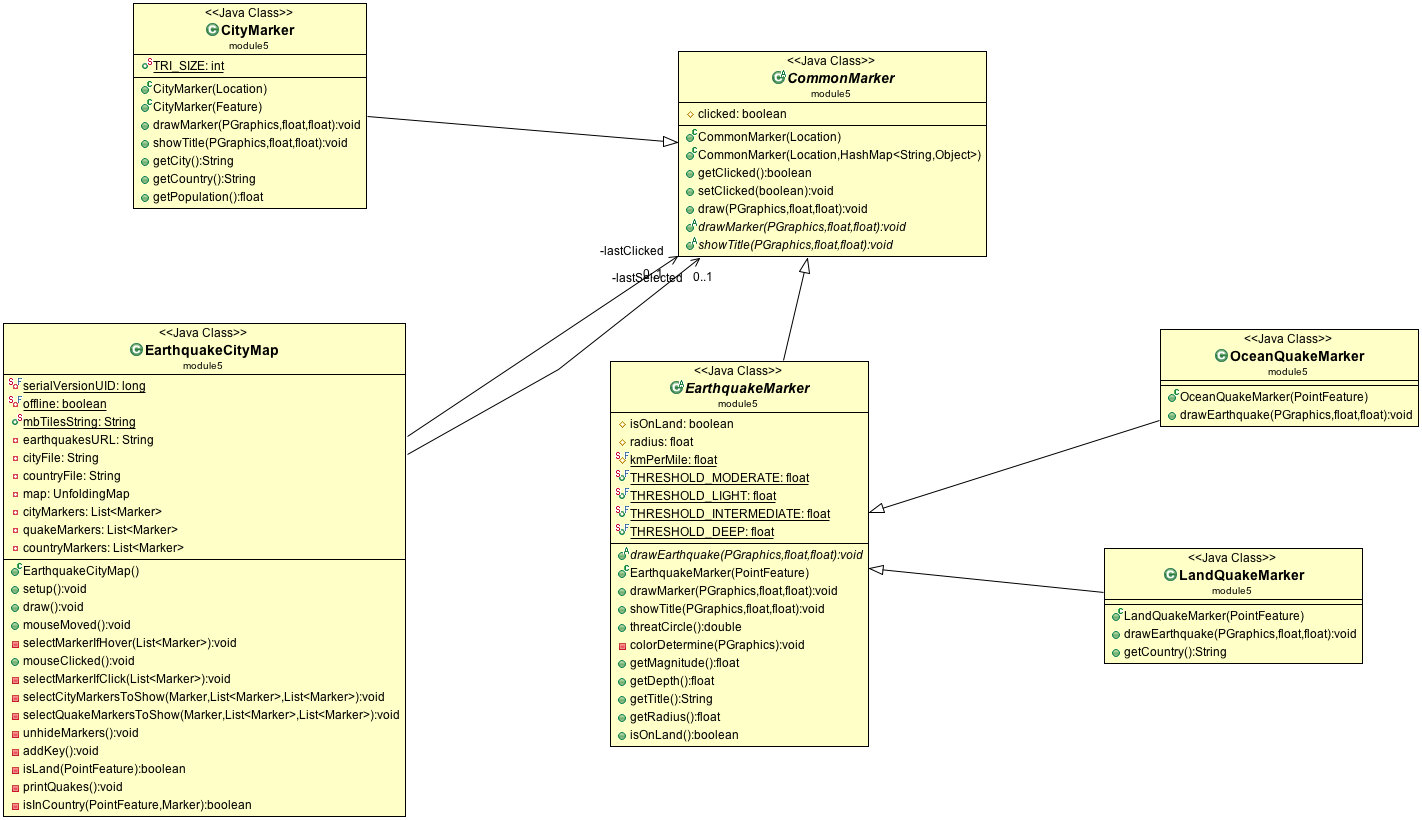 <<Java Class>>
CityMarker
module5
TRI_SIZE: int
CityMarker(Location)
CityMarker(Feature)
drawMarker(PGraphics,float,float):void
showTitle(PGraphics,float,float):void
getCity():String
getCountry():String
getPopulation():float
<<Java Class>>
CommonMarker
module5
clicked: boolean
CommonMarker(Location)
CommonMarker(Location,HashMap<String,Object>)
getClicked():boolean
setClicked(boolean):void
draw(PGraphics,float,float):void
drawMarker(PGraphics,float,float):void
showTitle(PGraphics,float,float):void
-lastClicked
0..1
-lastSelected
0..1
<<Java Class>>
EarthquakeCityMap
module5
serialVersionUID: long
offline: boolean
mbTilesString: String
earthquakesURL: String
cityFile: String
countryFile: String
map: UnfoldingMap
cityMarkers: List<Marker>
quakeMarkers: List<Marker>
countryMarkers: List<Marker>
EarthquakeCityMap()
setup():void
draw():void
mouseMoved():void
selectMarkerIfHover(List<Marker>):void
mouseClicked():void
selectMarkerIfClick(List<Marker>):void
selectCityMarkersToShow(Marker,List<Marker>,List<Marker>):void
selectQuakeMarkersToShow(Marker,List<Marker>,List<Marker>):void
unhideMarkers():void
addKey():void
isLand(PointFeature):boolean
printQuakes():void
isInCountry(PointFeature,Marker):boolean
<<Java Class>>
EarthquakeMarker
module5
isOnLand: boolean
radius: float
kmPerMile: float
THRESHOLD_MODERATE: float
THRESHOLD_LIGHT: float
THRESHOLD_INTERMEDIATE: float
THRESHOLD_DEEP: float
drawEarthquake(PGraphics,float,float):void
EarthquakeMarker(PointFeature)
drawMarker(PGraphics,float,float):void
showTitle(PGraphics,float,float):void
threatCircle():double
colorDetermine(PGraphics):void
getMagnitude():float
getDepth():float
getTitle():String
getRadius():float
isOnLand():boolean
<<Java Class>>
OceanQuakeMarker
module5
OceanQuakeMarker(PointFeature)
drawEarthquake(PGraphics,float,float):void
<<Java Class>>
LandQuakeMarker
module5
LandQuakeMarker(PointFeature)
drawEarthquake(PGraphics,float,float):void
getCountry():String